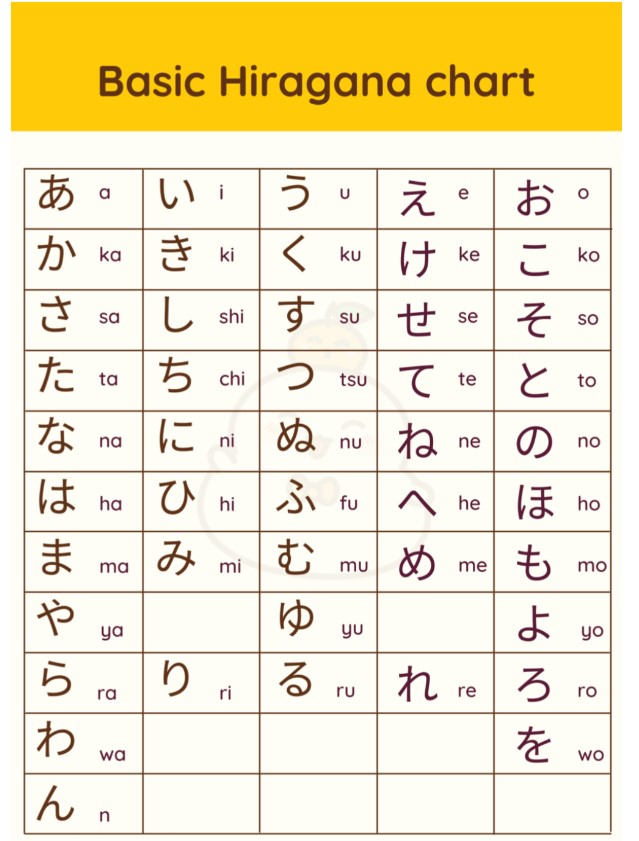 Basic Hiragana chart
あ a い i う u え e お o
か ka き ki く ku け ke こ ko
さ sa し shi す su せ se そ so
た ta ち chi つ tsu て te と to
な na に ni ぬ nu ね ne の no
は ha ひ hi ふ fu へ he ほ ho
ま ma み mi む mu め me も mo
や ya ゆ yu よ yo
ら ra り ri る ru れ re ろ ro
わ wa を wo
ん n